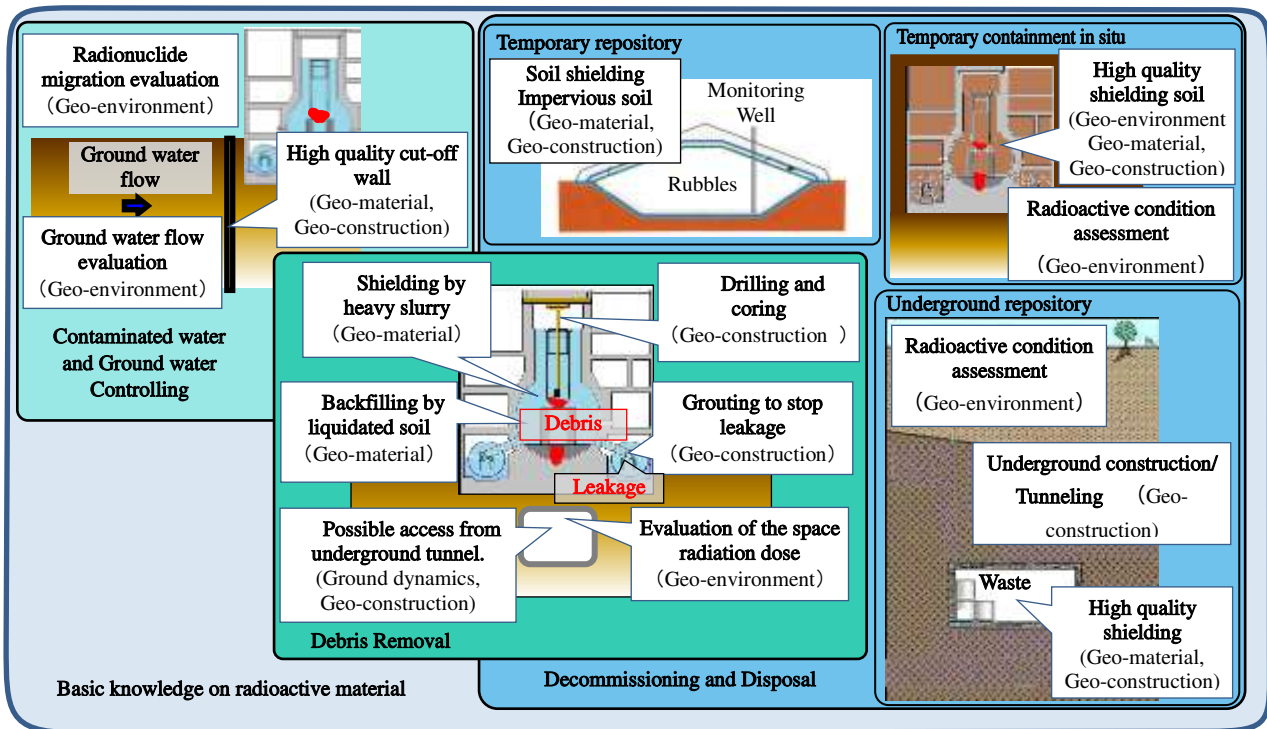 Radionuclide
migration evaluation
（Geo-environment）
Ground water
flow
High quality cut-off
wall
(Geo-material,
Geo-construction)
Ground water flow
evaluation
（Geo-environment）
Contaminated water
and Ground water
Controlling
Temporary repository
Soil shielding
Impervious soil
（Geo-material,
Geo-construction)
Monitoring
Well
Rubbles
Temporary containment in situ
High quality
shielding soil
(Geo-environment
Geo-material,
Geo-construction)
Radioactive condition
assessment
（Geo-environment）
Shielding by
heavy slurry
（Geo-material）
Drilling and
coring
（Geo-construction ）
Backfilling by
liquidated soil
（Geo-material）
Debris
Grouting to stop
leakage
（Geo-construction）
Leakage
Possible access from
underground tunnel.
(Ground dynamics,
Geo-construction)
Evaluation of the space
radiation dose
（Geo-environment）
Debris Removal
Underground repository
Radioactive condition
assessment
（Geo-environment）
Underground construction/
Tunneling （Geo-
construction）
Waste
High quality
shielding
(Geo-material,
Geo-construction)
Basic knowledge on radioactive material
Decommissioning and Disposal